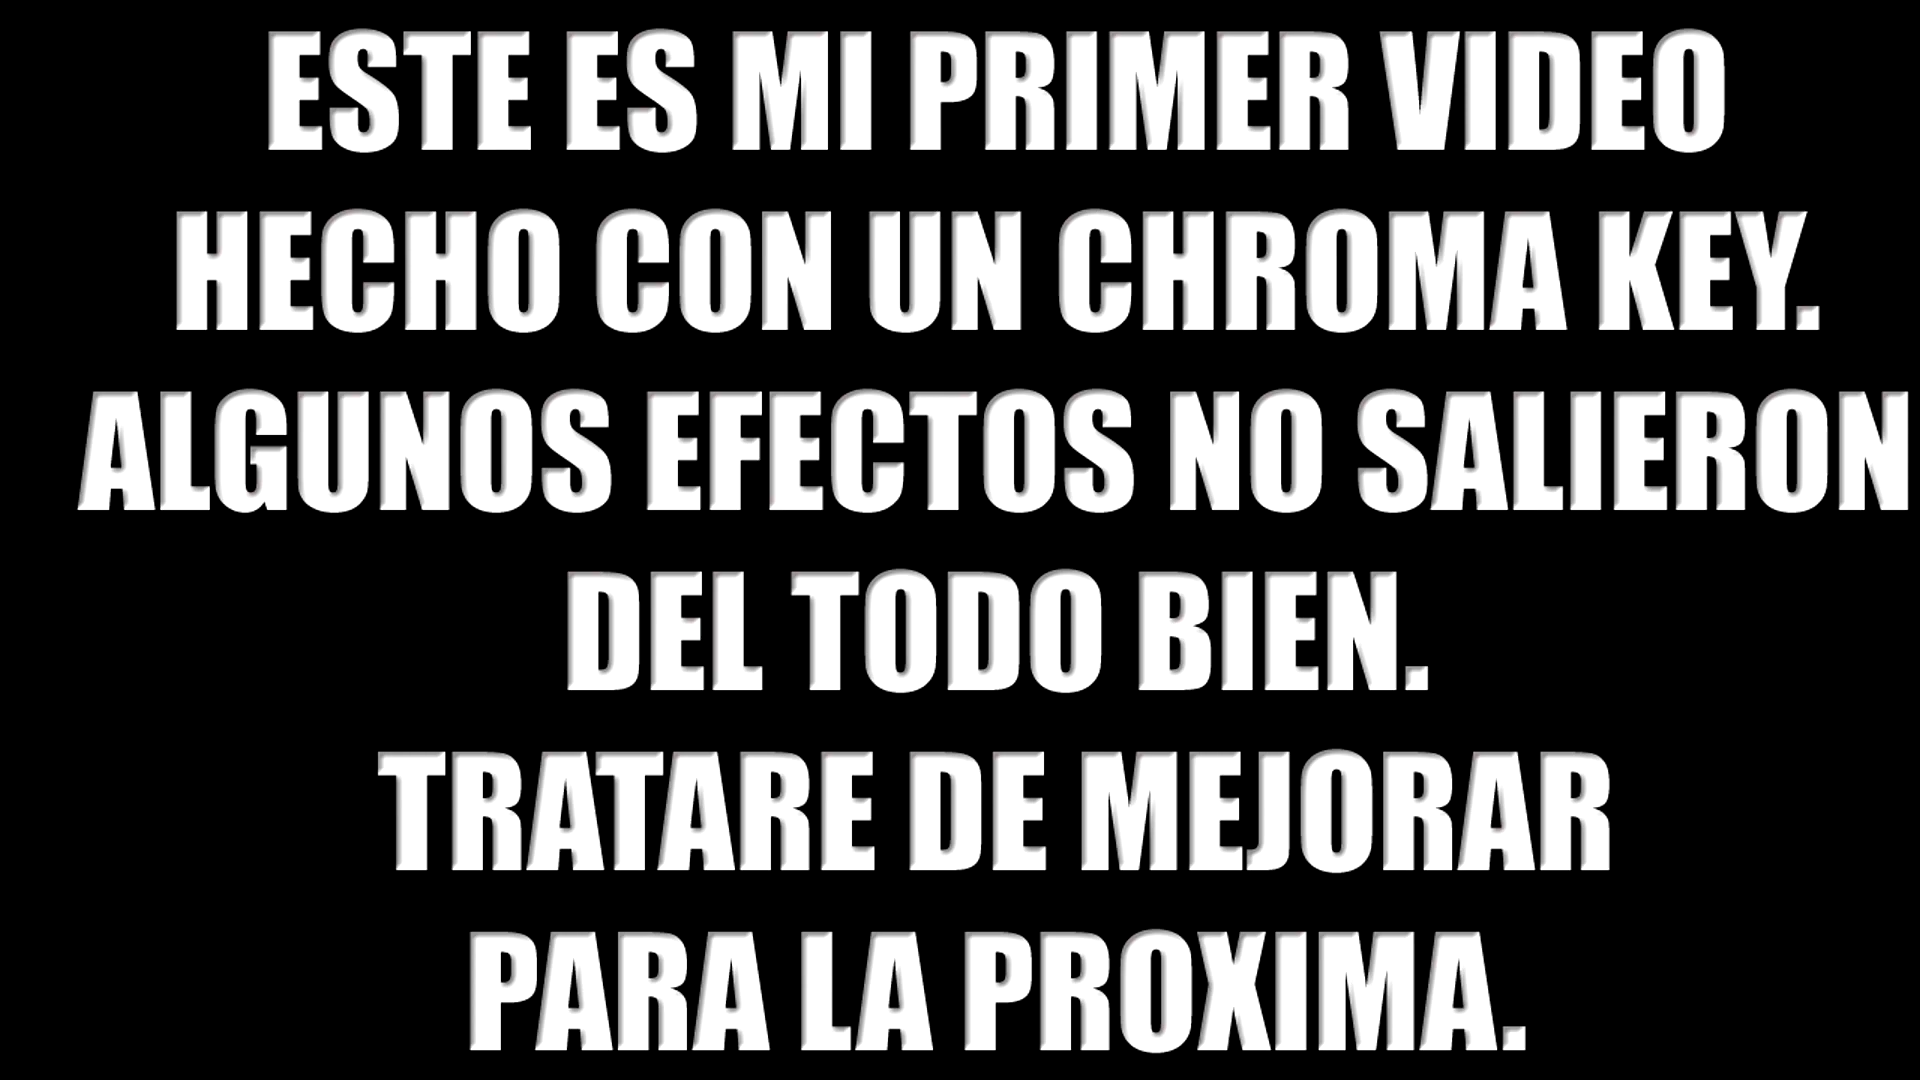 ESTE ES MI PRIMER VIDEO
HECHO CON UN CHROMA KEY.
ALGUNOS EFECTOS NO SALIERON
DEL TODO BIEN.
TRATARE DE MEJORAR
PARA LA PROXIMA.